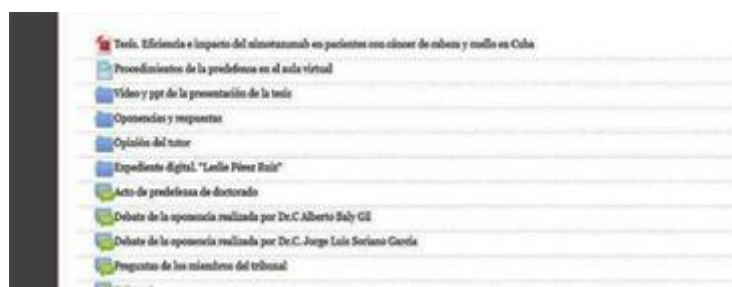 Tesis. Eficiencia e impacto del nimotuzumab en pacientes con cáncer de cabeza y cuello en Cuba
Procedimientos de la predefensa en el aula virtual
Video y ppt de la presentación de la tesis
Oponencias y respuestas
Opinión del tutor
Expediente digital. "Leslie Pérez Ruiz"
Acto de predefensa de doctorado
Debate de la oponencia realizada por Dr.C Alberto Baly Gil
Debate de la oponencia realizada por Dr.C. Jorge Luis Soriano García
Preguntas de los miembros del tribunal